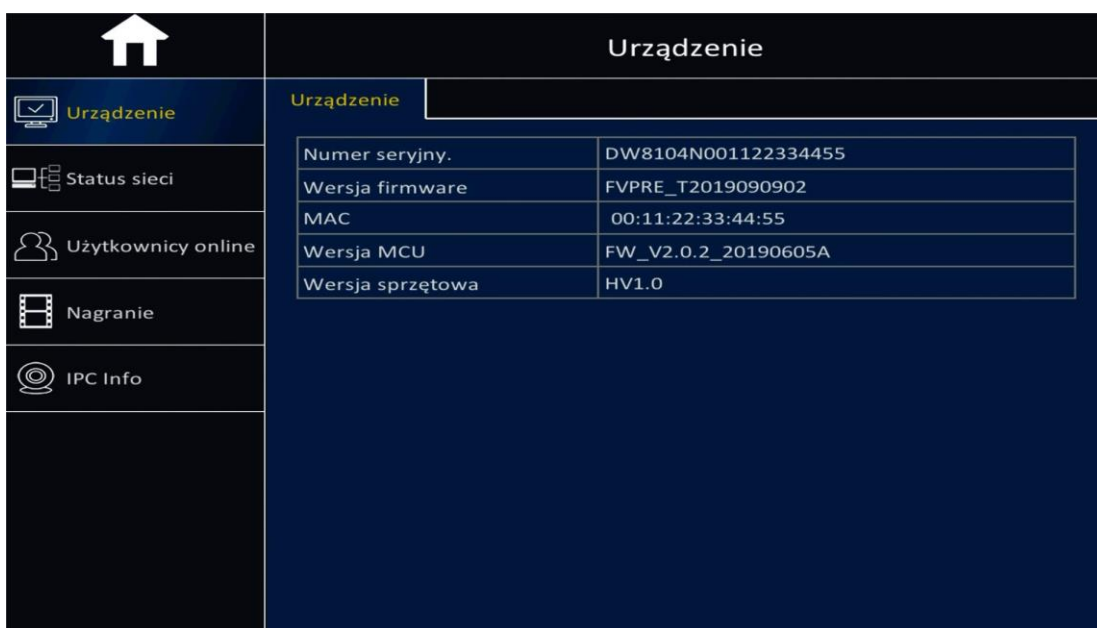 Urządzenie
Urządzenie
Status sieci
Użytkownicy online
Nagranie
IPC Info
Urządzenie
Numer seryjny. DW8104N001122334455
Wersja firmware FVPRE_T2019090902
MAC 00:11:22:33:44:55
Wersja MCU FW_V2.0.2_20190605A
Wersja sprzętowa HV1.0